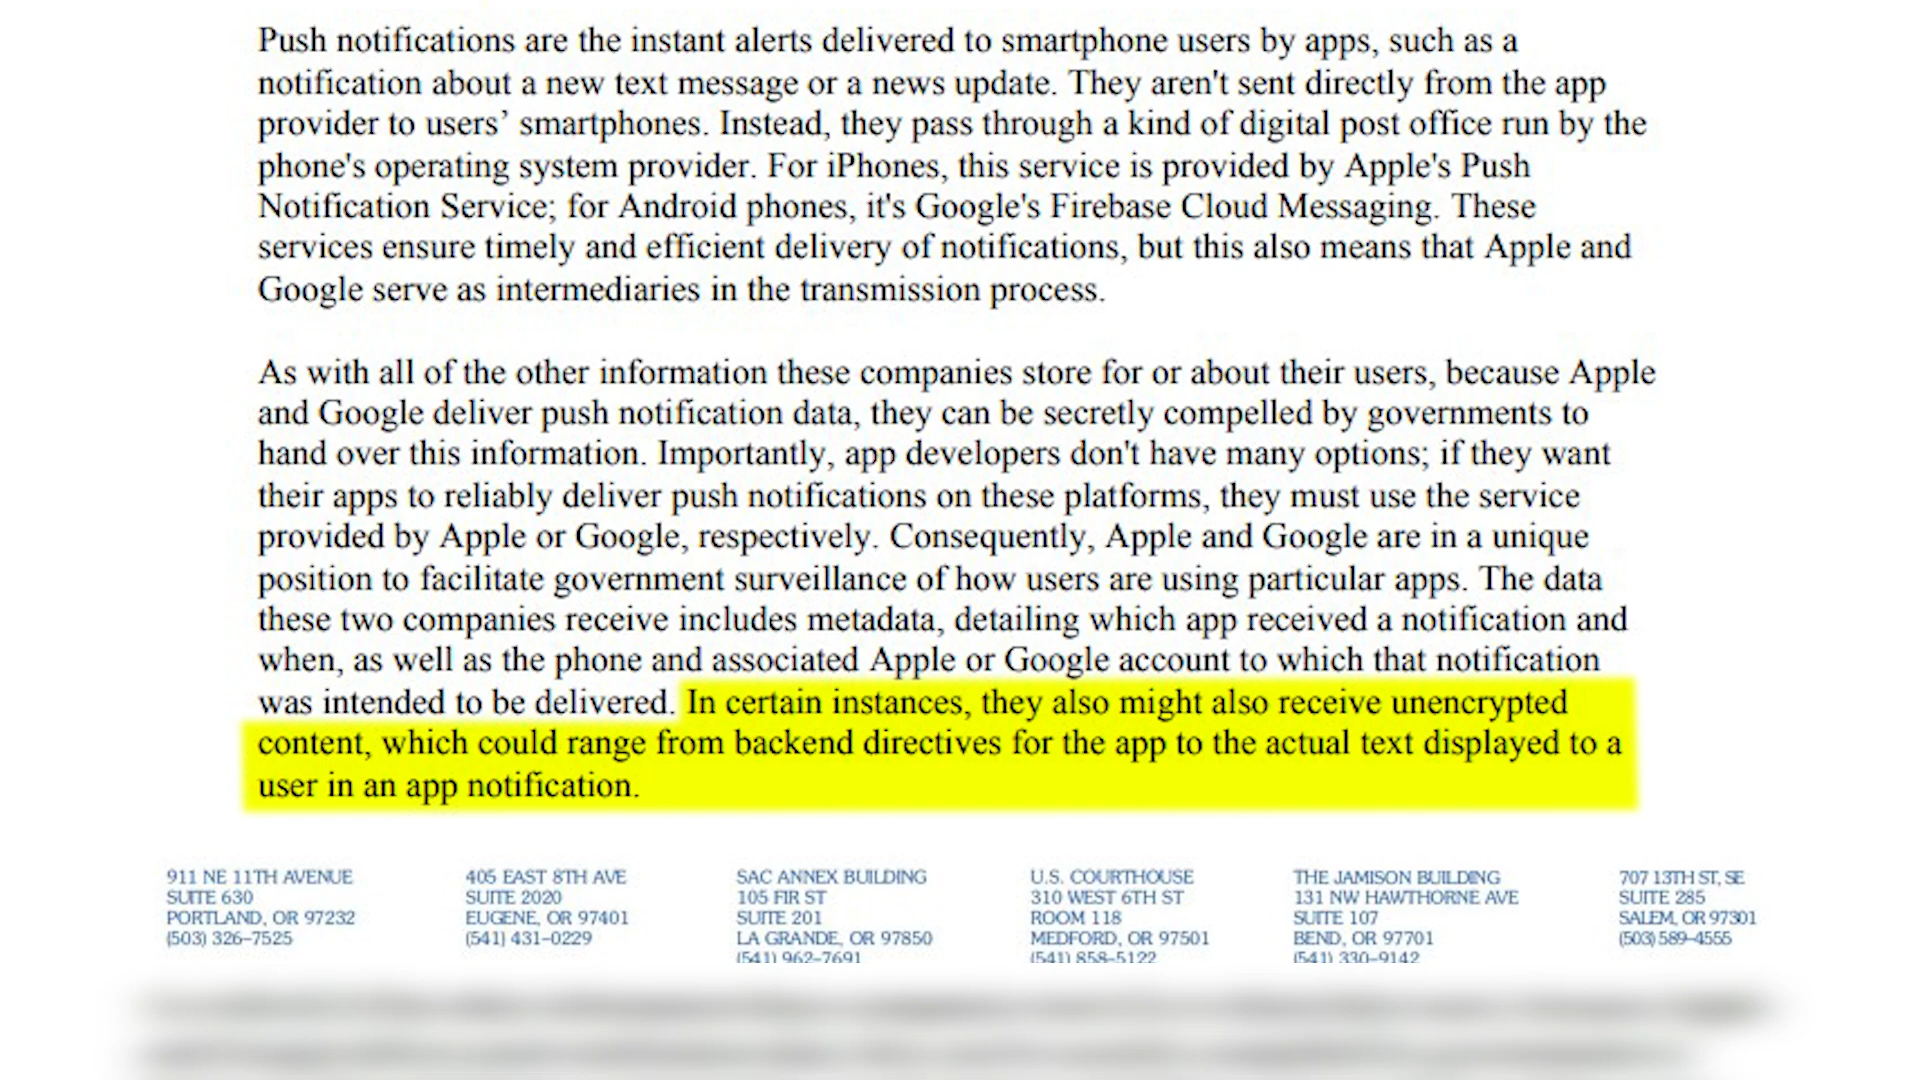 Push notifications are the instant alerts delivered to smartphone users by apps, such as a
notification about a new text message or a news update. They aren't sent directly from the app
provider to users’ smartphones. Instead, they pass through a kind of digital post office run by the
phone's operating system provider. For iPhones, this service is provided by Apple's Push
Notification Service; for Android phones, it's Google's Firebase Cloud Messaging. These
services ensure timely and efficient delivery of notifications, but this also means that Apple and
Google serve as intermediaries in the transmission process.
As with all of the other information these companies store for or about their users, because Apple
and Google deliver push notification data, they can be secretly compelled by governments to
hand over this information. Importantly, app developers don't have many options; if they want
their apps to reliably deliver push notifications on these platforms, they must use the service
provided by Apple or Google, respectively. Consequently, Apple and Google are in a unique
position to facilitate government surveillance of how users are using particular apps. The data
these two companies receive includes metadata, detailing which app received a notification and
when, as well as the phone and associated Apple or Google account to which that notification
was intended to be delivered. In certain instances, they also might also receive unencrypted
content, which could range from backend directives for the app to the actual text displayed to a
user in an app notification.
911 NE 11TH AVENUE
SUITE 630
PORTLAND, OR 97232
(503) 326–7525
405 EAST 8TH AVE
SUITE 2020
EUGENE, OR 97401
(541) 431–0229
SAC ANNEX BUILDING
105 FIR ST
SUITE 201
LA GRANDE, OR 97850
(541) 962–7691
U.S. COURTHOUSE
310 WEST 6TH ST
ROOM 118
MEDFORD, OR 97501
(541) 858–5122
THE JAMISON BUILDING
131 NW HAWTHORNE AVE
SUITE 107
BEND, OR 97701
(541) 330–9142
707 13TH ST, SE
SUITE 285
SALEM, OR 97301
(503) 589–4555